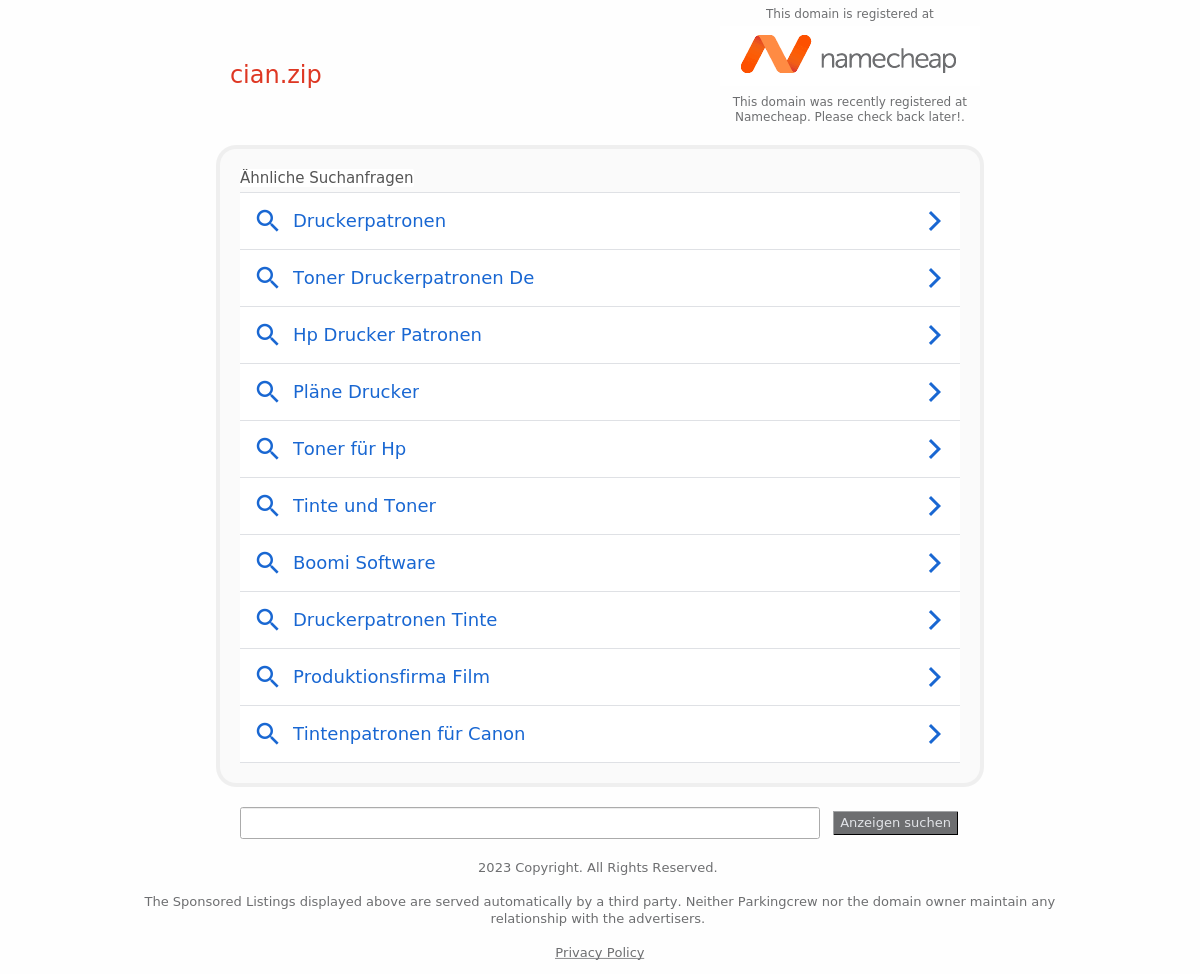 This domain is registered at
namecheap
cian.zip
This domain was recently registered at
Namecheap. Please check back later!.
Ähnliche Suchanfragen
Druckerpatronen
Toner Druckerpatronen De
Hp Drucker Patronen
Pläne Drucker
Toner für Hp
Tinte und Toner
Boomi Software
Druckerpatronen Tinte
Produktionsfirma Film
Tintenpatronen für Canon
Anzeigen suchen
2023 Copyright. All Rights Reserved.
The Sponsored Listings displayed above are served automatically by a third party. Neither Parkingcrew nor the domain owner maintain any
relationship with the advertisers.
Privacy Policy